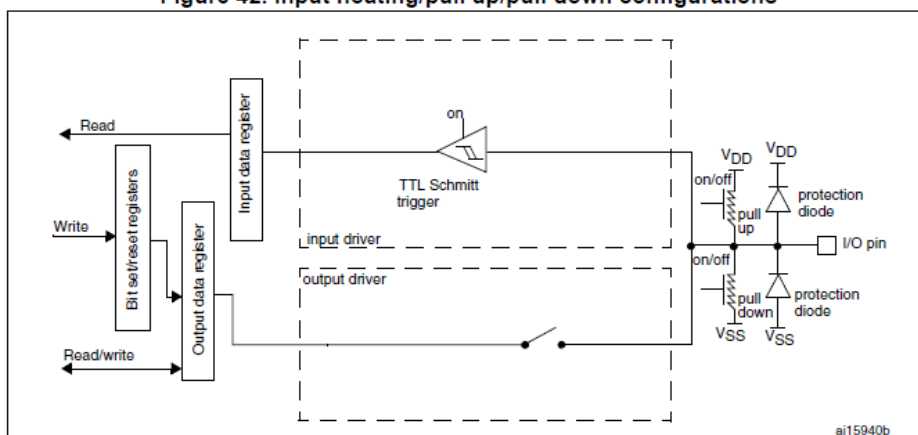 Figure 42. Input floating/pull up/pull down configurations
on
Read
Input data register
TTL Schmitt
trigger
input driver
Write
Bit set/reset registers
Output data register
Read/write
output driver
VDD
on/off
pull
up
VDD
protection
diode
I/O pin
on/off
pull
down
VSS
protection
diode
VSS
ai15940b